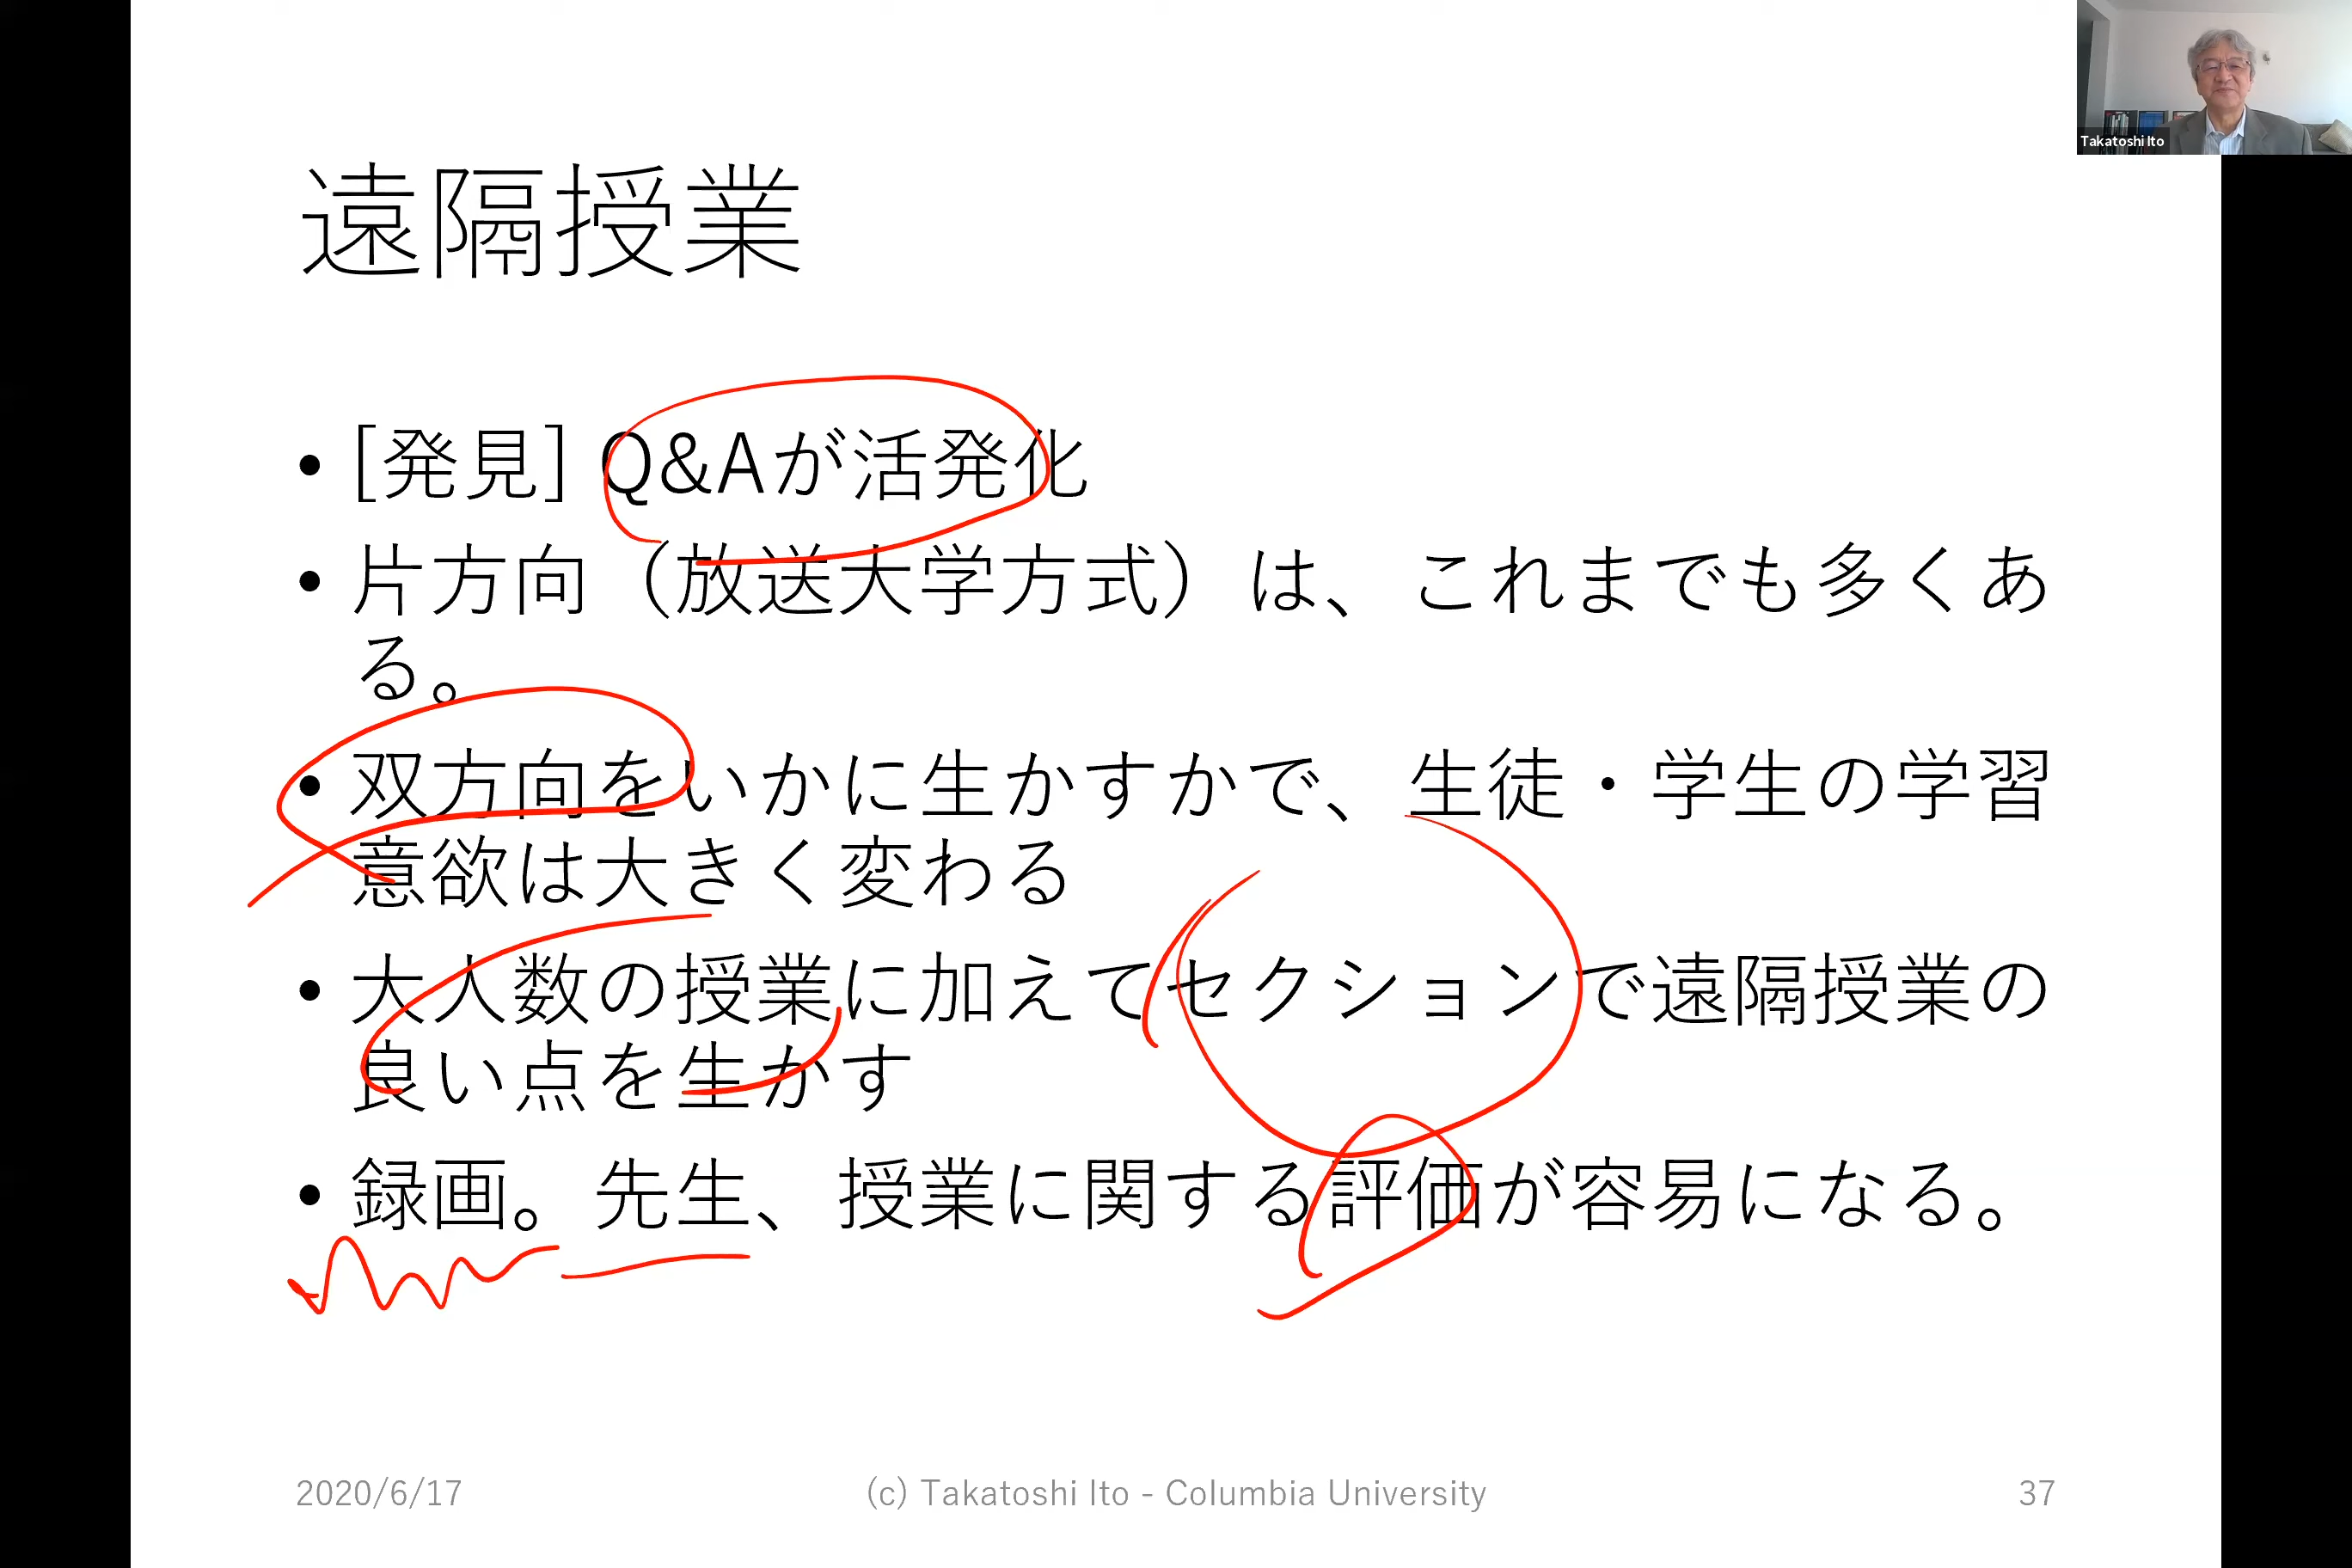 Takatoshi Ito
遠隔授業
• [発見] Q&Aが活発化
• 片方向（放送大学方式）は、これまでも多くあ
る。
• 双方向をいかに生かすかで、生徒・学生の学習
意欲は大きく変わる
• 大人数の授業に加えてセクションで遠隔授業の
良い点を生かす
• 録画。先生、授業に関する評価が容易になる。
2020/6/17
(c) Takatoshi Ito - Columbia University
37